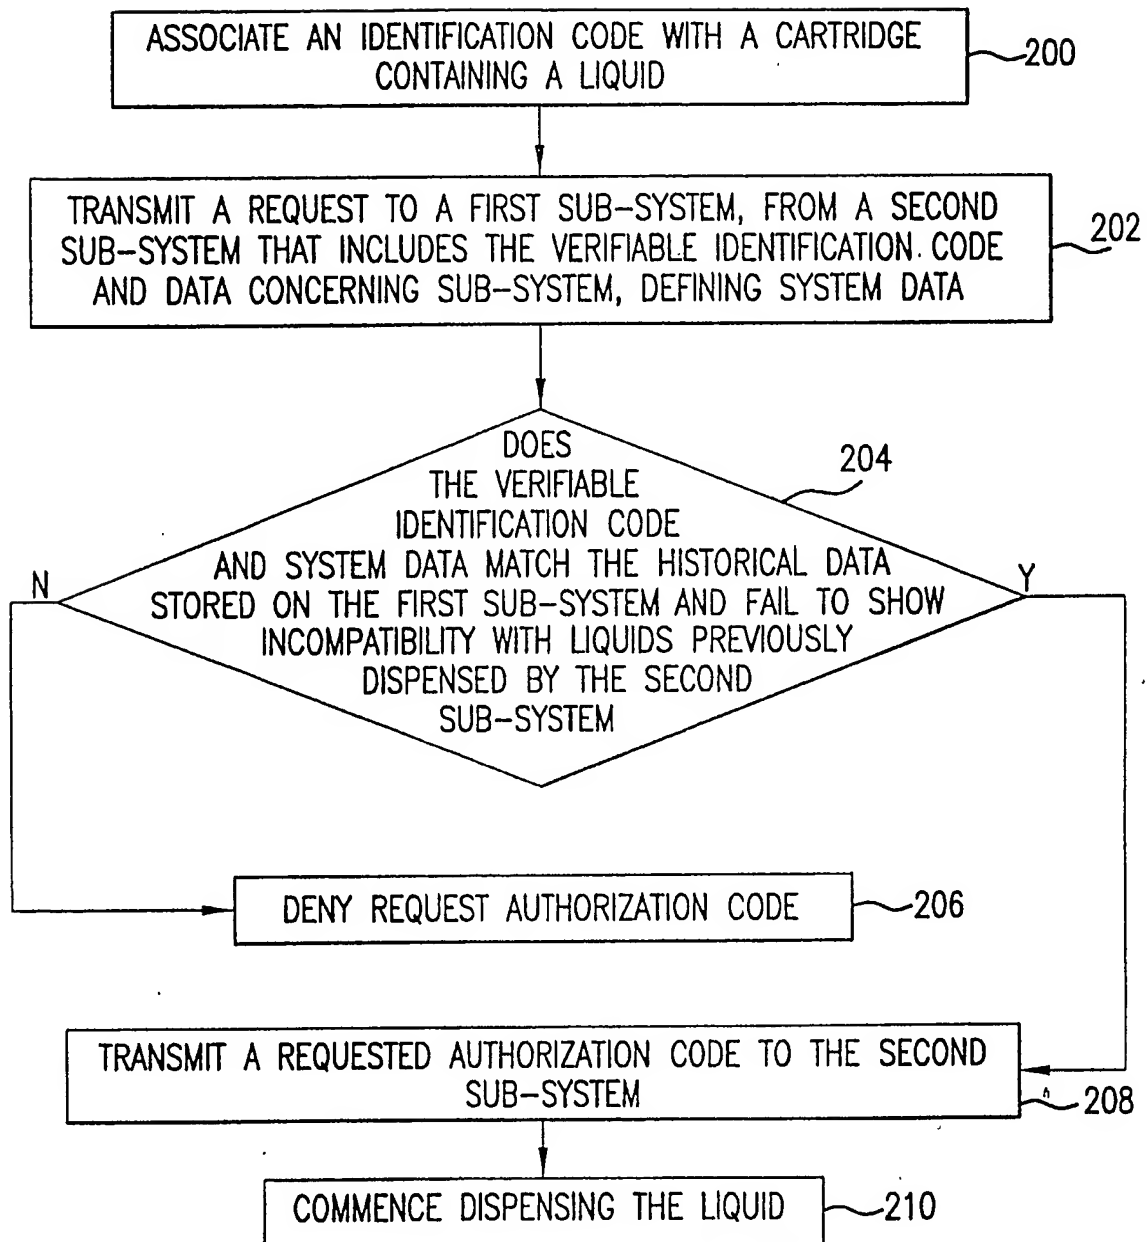 ASSOCIATE AN IDENTIFICATION CODE WITH A CARTRIDGE
CONTAINING A LIQUID
200
TRANSMIT A REQUEST TO A FIRST SUB-SYSTEM, FROM A SECOND
SUB-SYSTEM THAT INCLUDES THE VERIFIABLE IDENTIFICATION CODE
AND DATA CONCERNING SUB-SYSTEM, DEFINING SYSTEM DATA
202
DOES
THE VERIFIABLE
IDENTIFICATION CODE
AND SYSTEM DATA MATCH THE HISTORICAL DATA
STORED ON THE FIRST SUB-SYSTEM AND FAIL TO SHOW
INCOMPATIBILITY WITH LIQUIDS PREVIOUSLY
DISPENSED BY THE SECOND
SUB-SYSTEM
204
N
Y
DENY REQUEST AUTHORIZATION CODE
206
TRANSMIT A REQUESTED AUTHORIZATION CODE TO THE SECOND
SUB-SYSTEM
208
COMMENCE DISPENSING THE LIQUID
210